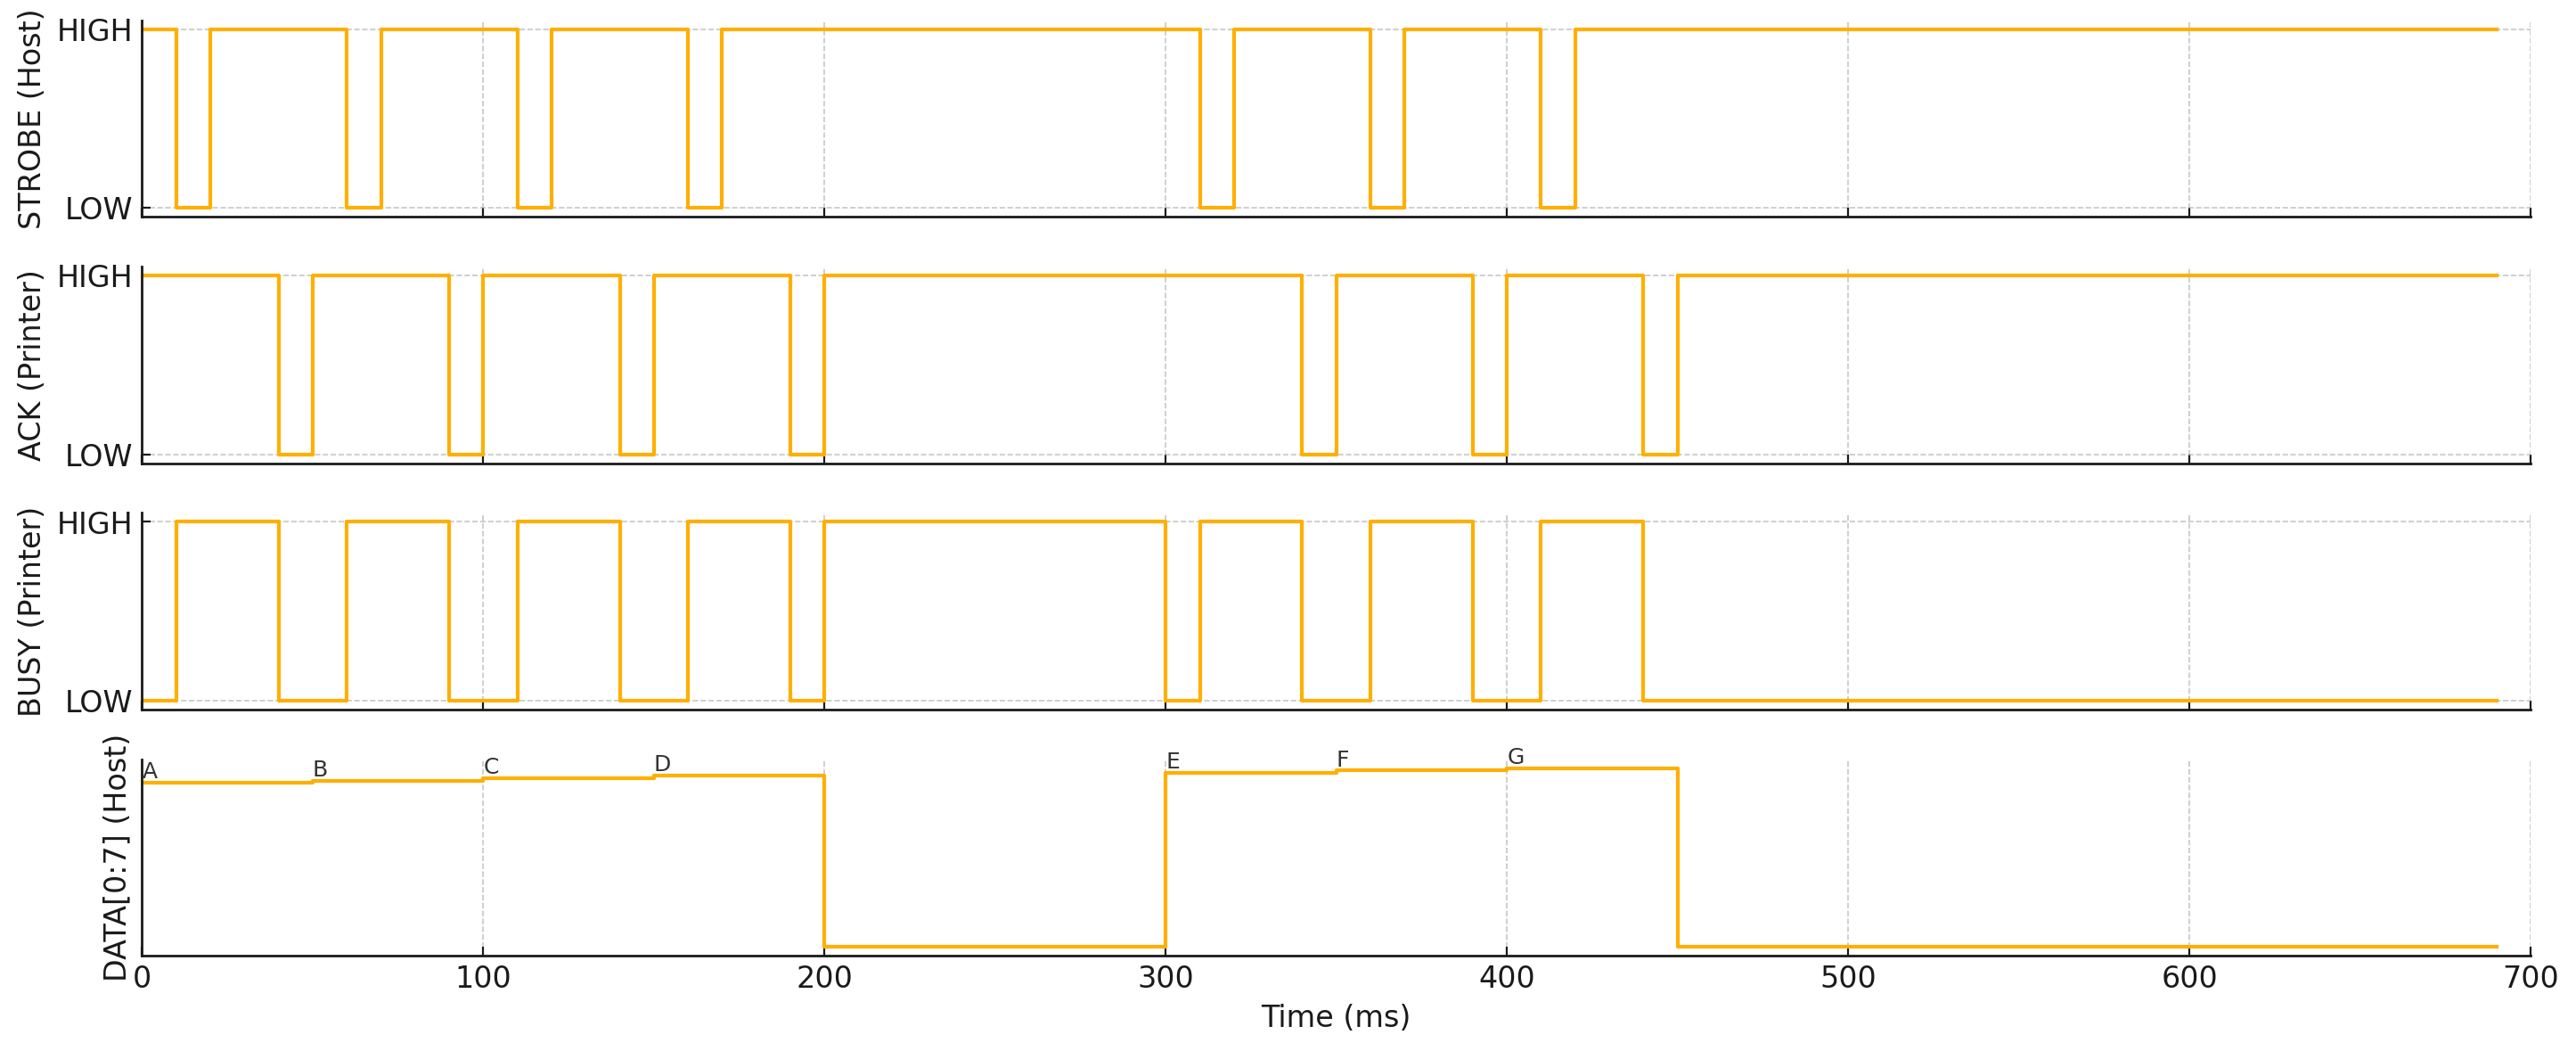 STROBE (Host)
HIGH
LOW
ACK (Printer)
HIGH
LOW
BUSY (Printer)
HIGH
LOW
DATA[0:7] (Host)
A
B
C
D
E
F
G
0 100 200 300 400 500 600 700
Time (ms)